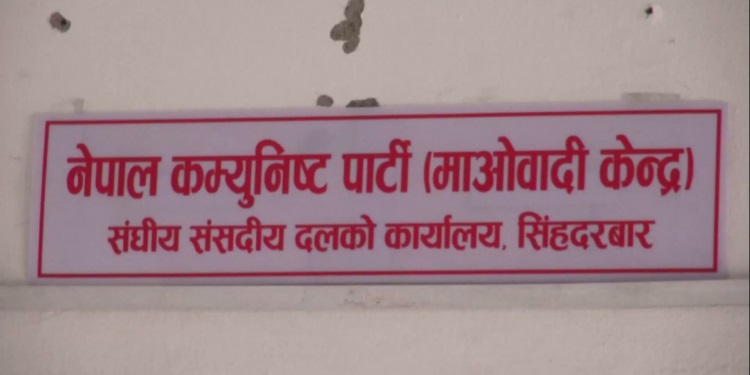 नेपाल कम्युनिष्ट पार्टी (माओवादी केन्द्र)
संघीय संसदीय दलको कार्यालय, सिंहदरबार